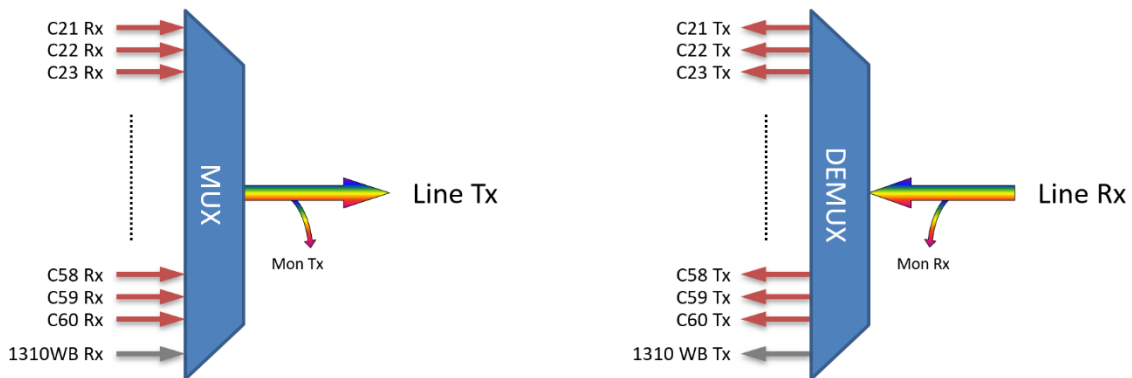 C21 Rx
C22 Rx
C23 Rx
MUX
Line Tx
Mon Tx
C58 Rx
C59 Rx
C60 Rx
1310WB Rx
C21 Tx
C22 Tx
C23 Tx
DEMUX
Line Rx
Mon Rx
C58 Tx
C59 Tx
C60 Tx
1310 WB Tx